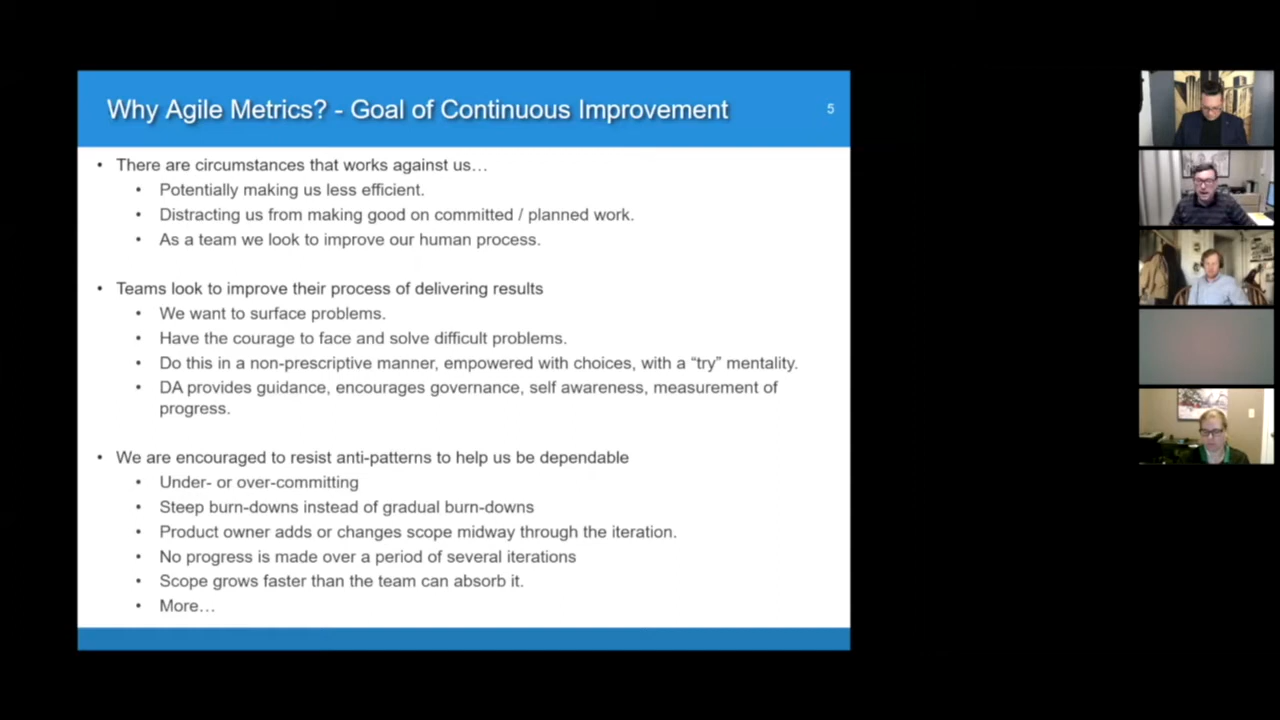 Why Agile Metrics? - Goal of Continuous Improvement
5
• There are circumstances that works against us…
• Potentially making us less efficient.
• Distracting us from making good on committed / planned work.
• As a team we look to improve our human process.
• Teams look to improve their process of delivering results
• We want to surface problems.
• Have the courage to face and solve difficult problems.
• Do this in a non-prescriptive manner, empowered with choices, with a “try” mentality.
• DA provides guidance, encourages governance, self awareness, measurement of
progress.
• We are encouraged to resist anti-patterns to help us be dependable
• Under- or over-committing
• Steep burn-downs instead of gradual burn-downs
• Product owner adds or changes scope midway through the iteration.
• No progress is made over a period of several iterations
• Scope grows faster than the team can absorb it.
• More…